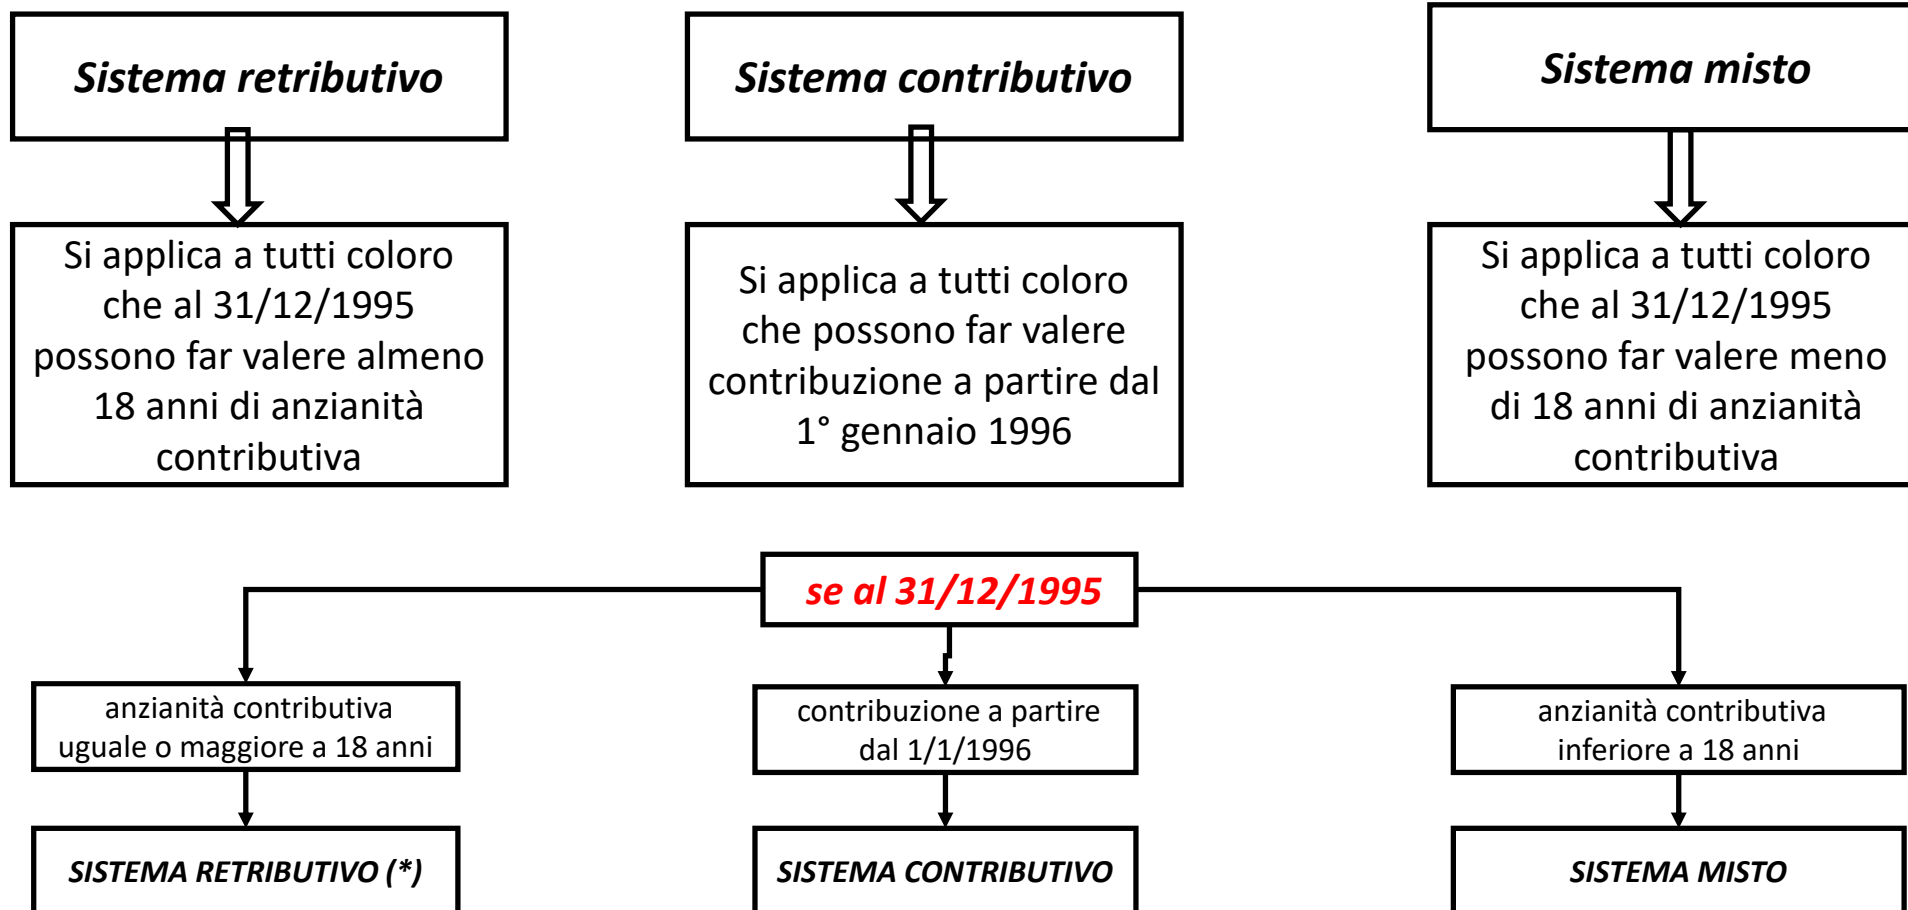 Sistema retributivo
Si applica a tutti coloro
che al 31/12/1995
possono far valere almeno
18 anni di anzianità
contributiva
Sistema contributivo
Si applica a tutti coloro
che possono far valere
contribuzione a partire dal
1° gennaio 1996
Sistema misto
Si applica a tutti coloro
che al 31/12/1995
possono far valere meno
di 18 anni di anzianità
contributiva
se al 31/12/1995
anzianità contributiva
uguale o maggiore a 18 anni
SISTEMA RETRIBUTIVO (*)
contribuzione a partire
dal 1/1/1996
SISTEMA CONTRIBUTIVO
anzianità contributiva
inferiore a 18 anni
SISTEMA MISTO